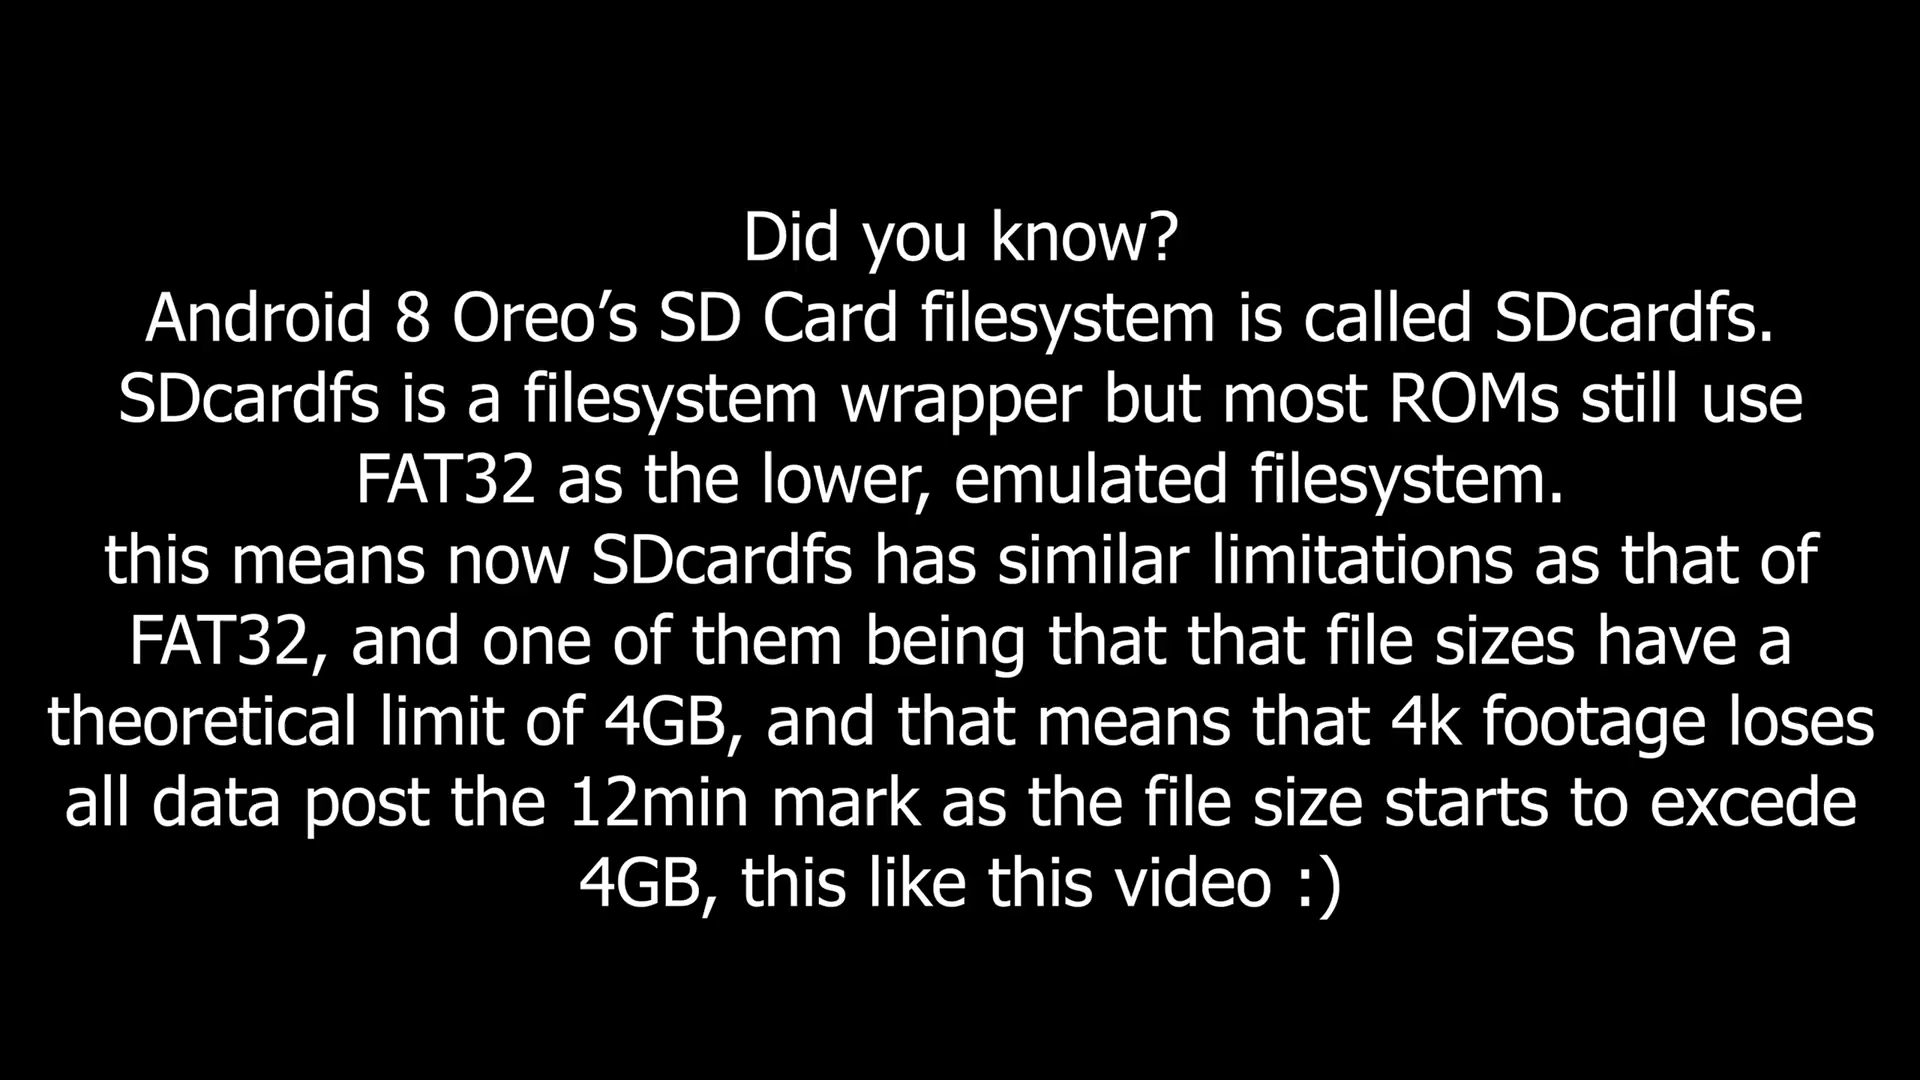 Did you know?
Android 8 Oreo’s SD Card filesystem is called SDcardfs.
SDcardfs is a filesystem wrapper but most ROMs still use
FAT32 as the lower, emulated filesystem.
this means now SDcardfs has similar limitations as that of
FAT32, and one of them being that that file sizes have a
theoretical limit of 4GB, and that means that 4k footage loses
all data post the 12min mark as the file size starts to excede
4GB, this like this video :)